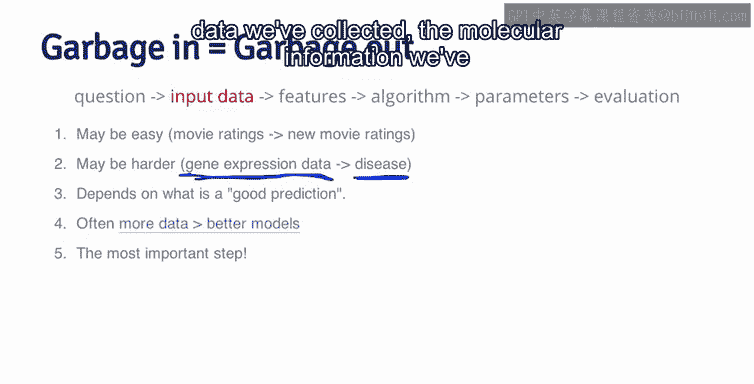 data we've collected, the molecular
information we've
Garbage in = Garbage out
question -> input data -> features -> algorithm -> parameters -> evaluation
1. May be easy (movie ratings -> new movie ratings)
2. May be harder (gene expression data -> disease)
3. Depends on what is a "good prediction".
4. Often more data > better models
5. The most important step!